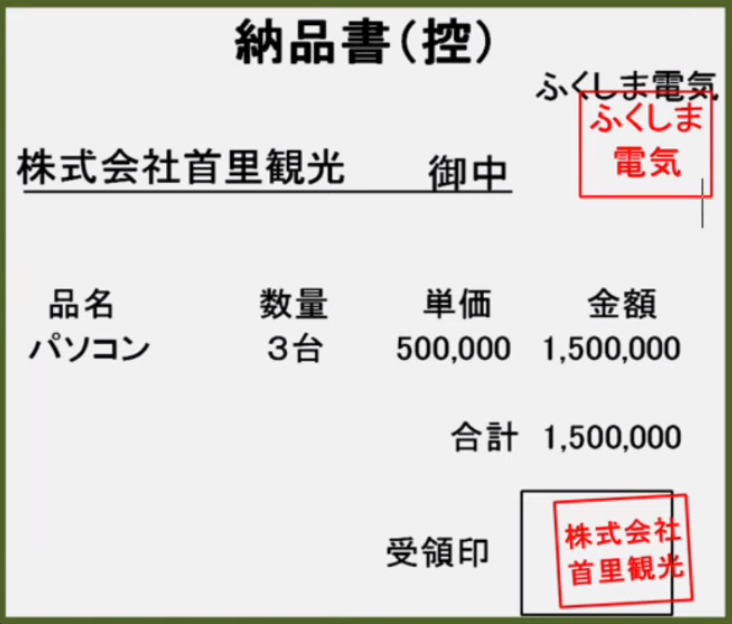 納品書（控）
ふくしま電気
ふくしま
電気
株式会社首里観光　御中
品名　数量　単価　金額
パソコン　３台　500,000　1,500,000
合計　1,500,000
受領印
株式会社
首里観光